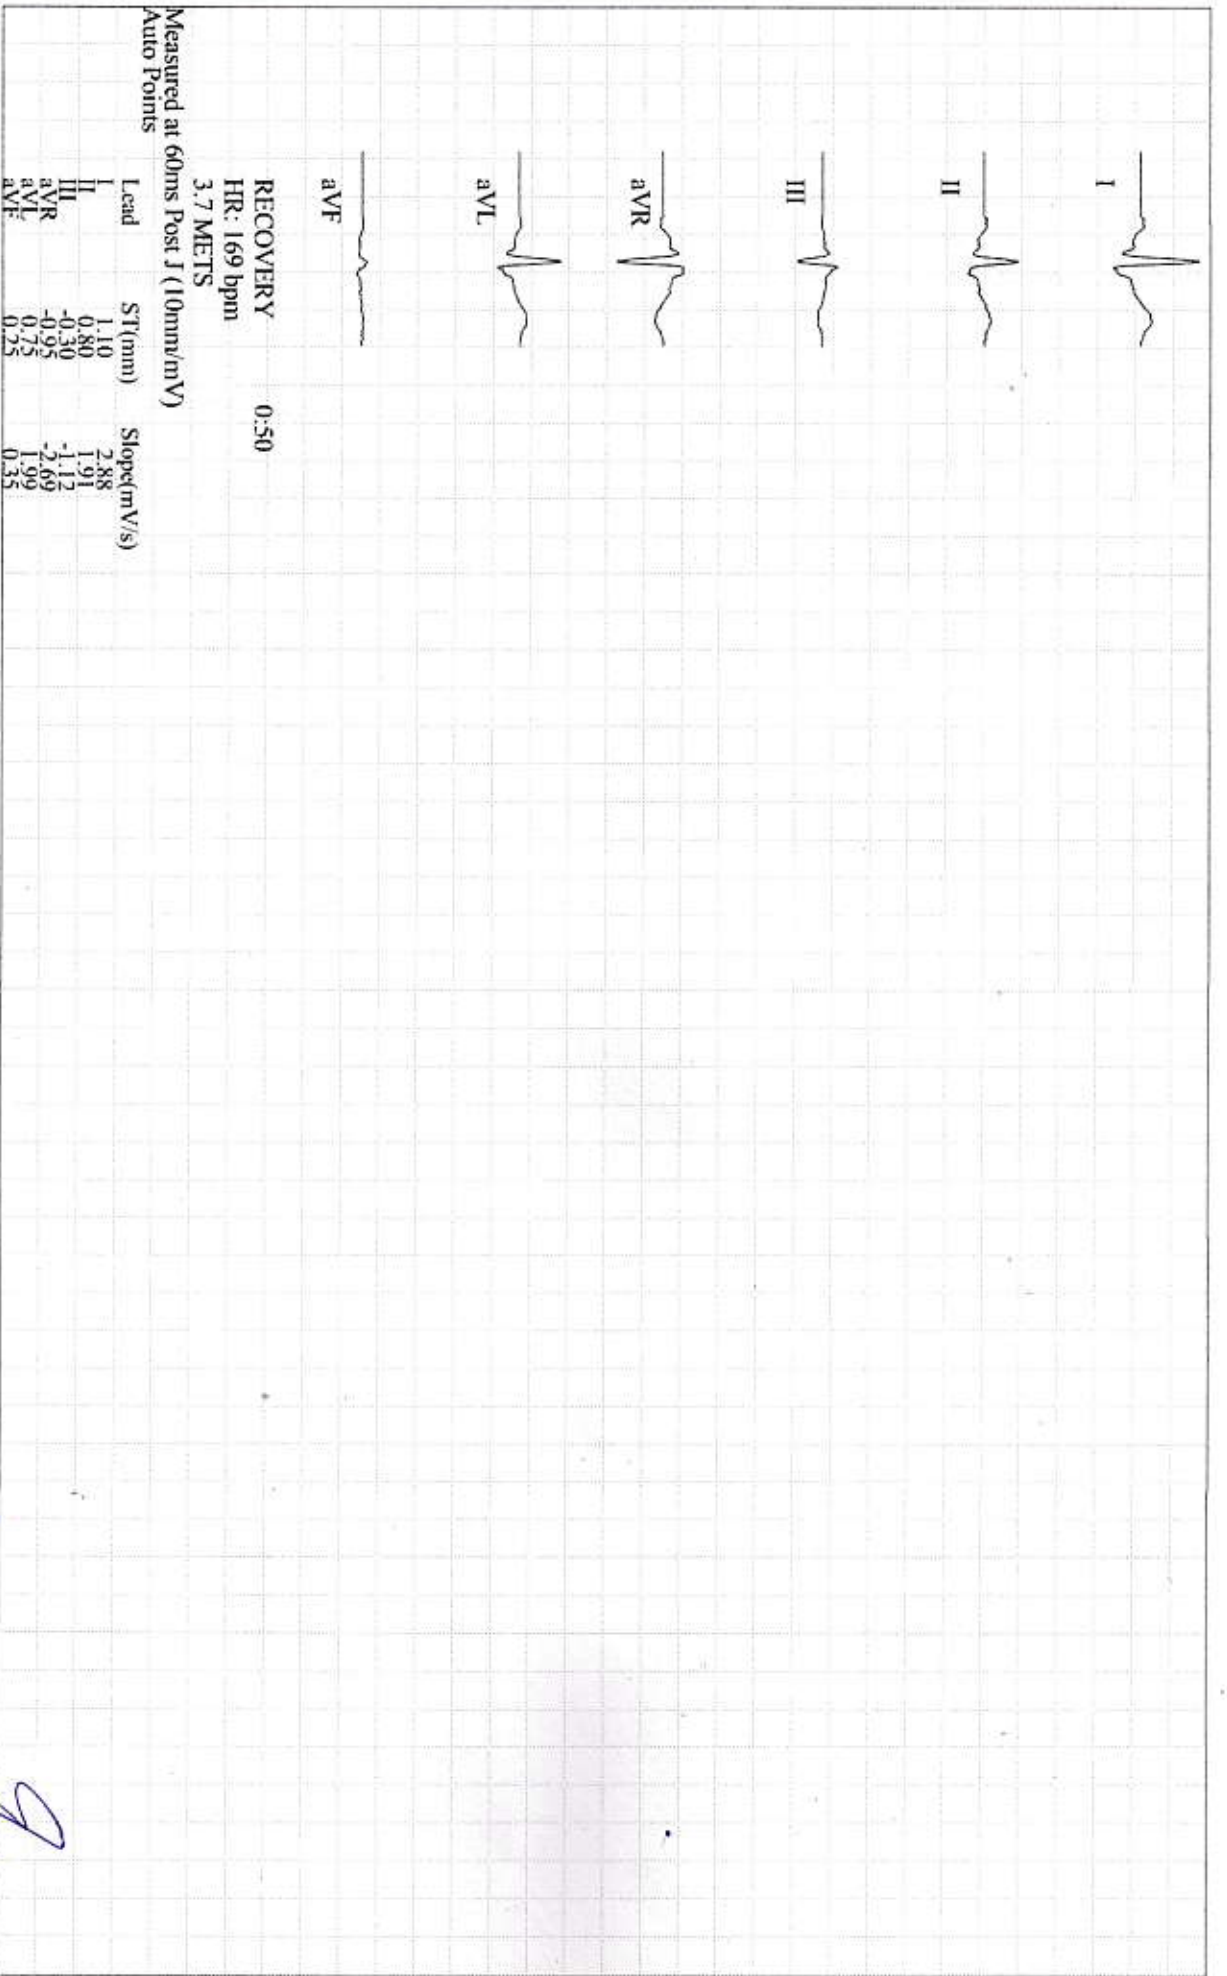 I
II
III
aVR
aVL
aVF
RECOVERY 0:50
HR: 169 bpm
3.7 METS
Measured at 60ms Post J (10mm/mV)
Auto Points
Lead ST(mm) Slope(mV/s)
I 1.10 2.88
II 0.80 1.91
III -0.30 -1.12
aVR -0.95 -2.69
aVL 0.75 1.99
aVF 0.25 0.35